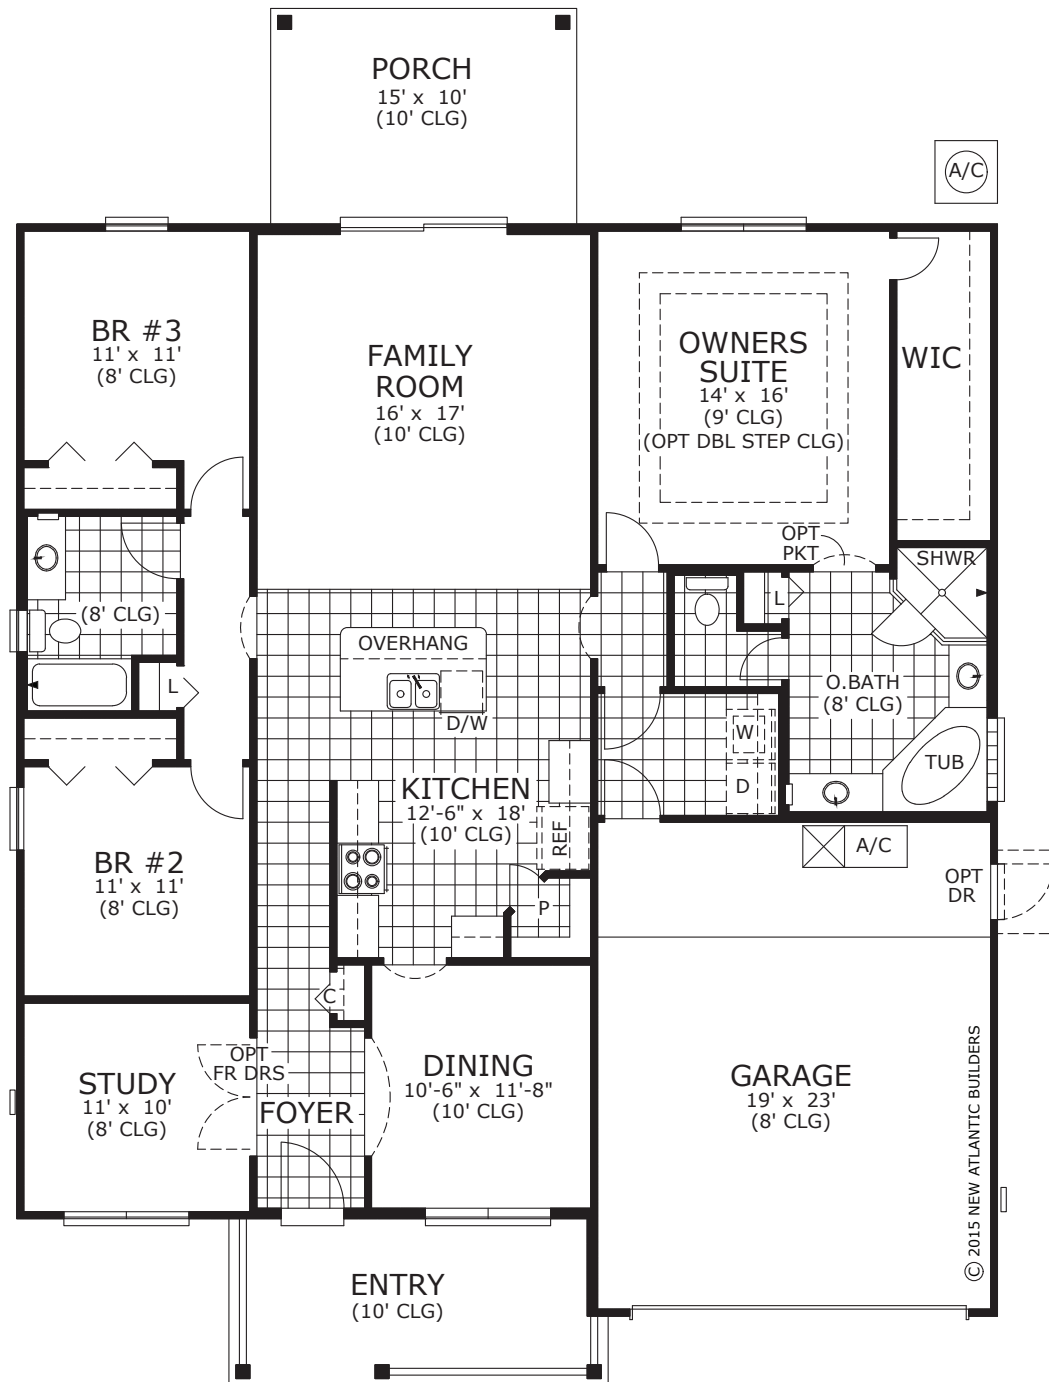 PORCH
15' x 10'
(10' CLG)
A/C
BR #3
11' x 11'
(8' CLG)
FAMILY
ROOM
16' x 17'
(10' CLG)
OWNERS
SUITE
14' x 16'
(9' CLG)
(OPT DBL STEP CLG)
WIC
OPT
PKT
SHWR
(8' CLG)
L
OVERHANG
D/W
L
O.BATH
(8' CLG)
W
D
TUB
KITCHEN
12'-6" x 18'
(10' CLG)
REF
P
A/C
OPT
DR
BR #2
11' x 11'
(8' CLG)
C
STUDY
11' x 10'
(8' CLG)
OPT
FR DRS
FOYER
DINING
10'-6" x 11'-8"
(10' CLG)
GARAGE
19' x 23'
(8' CLG)
© 2015 NEW ATLANTIC BUILDERS
ENTRY
(10' CLG)